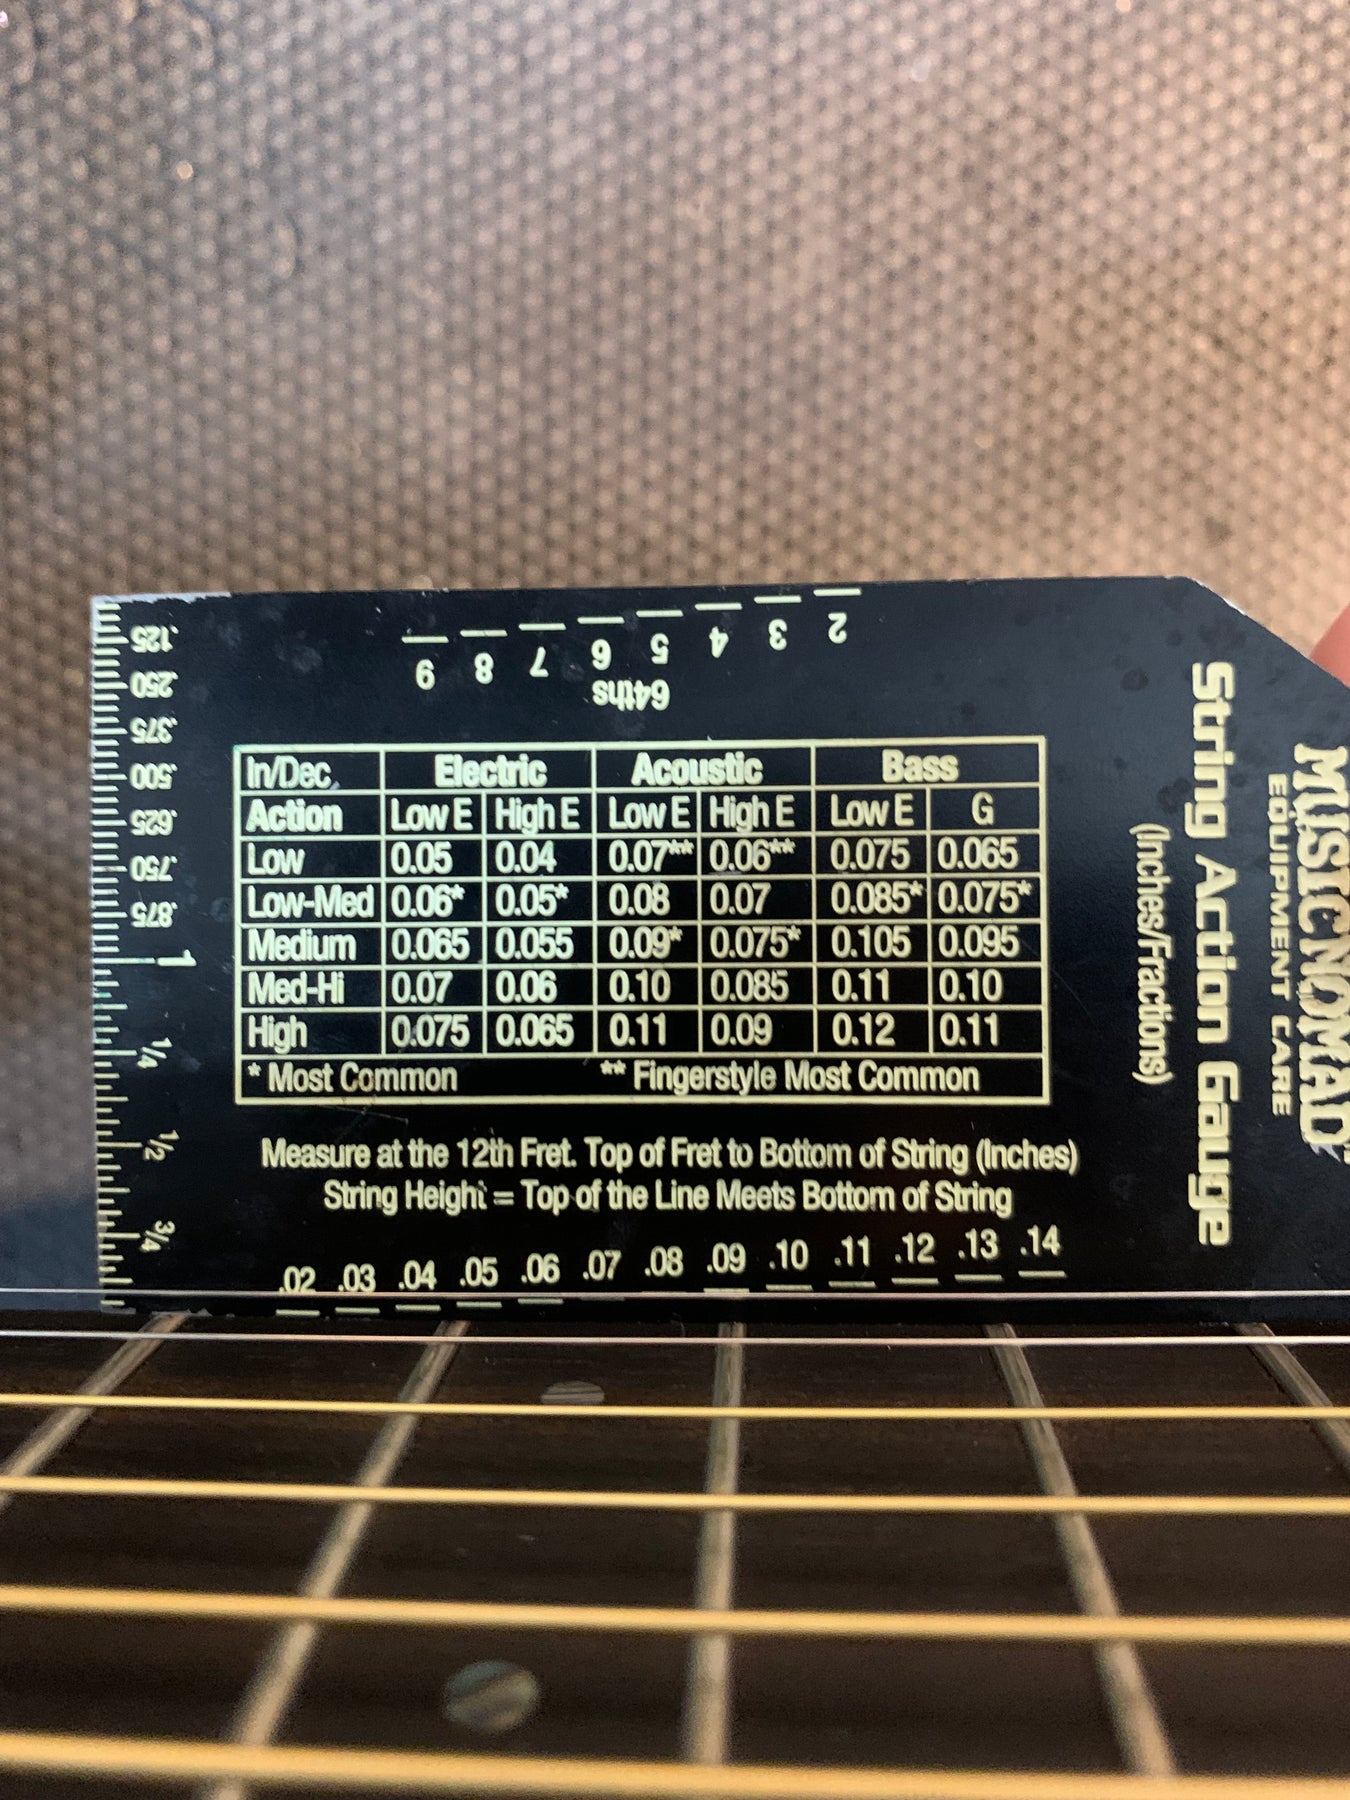 .125
.250
.375
.500
.625
.750
.875
1
1/4
1/2
3/4
9 8 7 6 5 4 3 2
64ths
In/Dec. Electric Acoustic Bass
Action Low E High E Low E High E Low E G
Low 0.05 0.04 0.07** 0.06** 0.075 0.065
Low-Med 0.06* 0.05* 0.08 0.07 0.085* 0.075*
Medium 0.065 0.055 0.09* 0.075* 0.105 0.095
Med-Hi 0.07 0.06 0.10 0.085 0.11 0.10
High 0.075 0.065 0.11 0.09 0.12 0.11
* Most Common ** Fingerstyle Most Common
Measure at the 12th Fret. Top of Fret to Bottom of String (Inches)
String Height = Top of the Line Meets Bottom of String
.02 .03 .04 .05 .06 .07 .08 .09 .10 .11 .12 .13 .14
MUSICNOMAD
EQUIPMENT CARE
String Action Gauge
(Inches/Fractions)